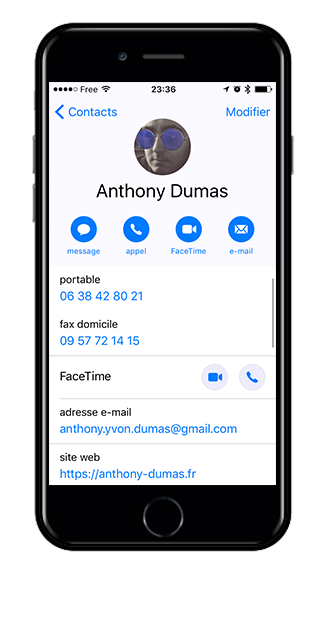 Free 23:36
Contacts Modifier
Anthony Dumas
message appel FaceTime e-mail
portable
06 38 42 80 21
fax domicile
09 57 72 14 15
FaceTime
adresse e-mail
anthony.yvon.dumas@gmail.com
site web
https://anthony-dumas.fr